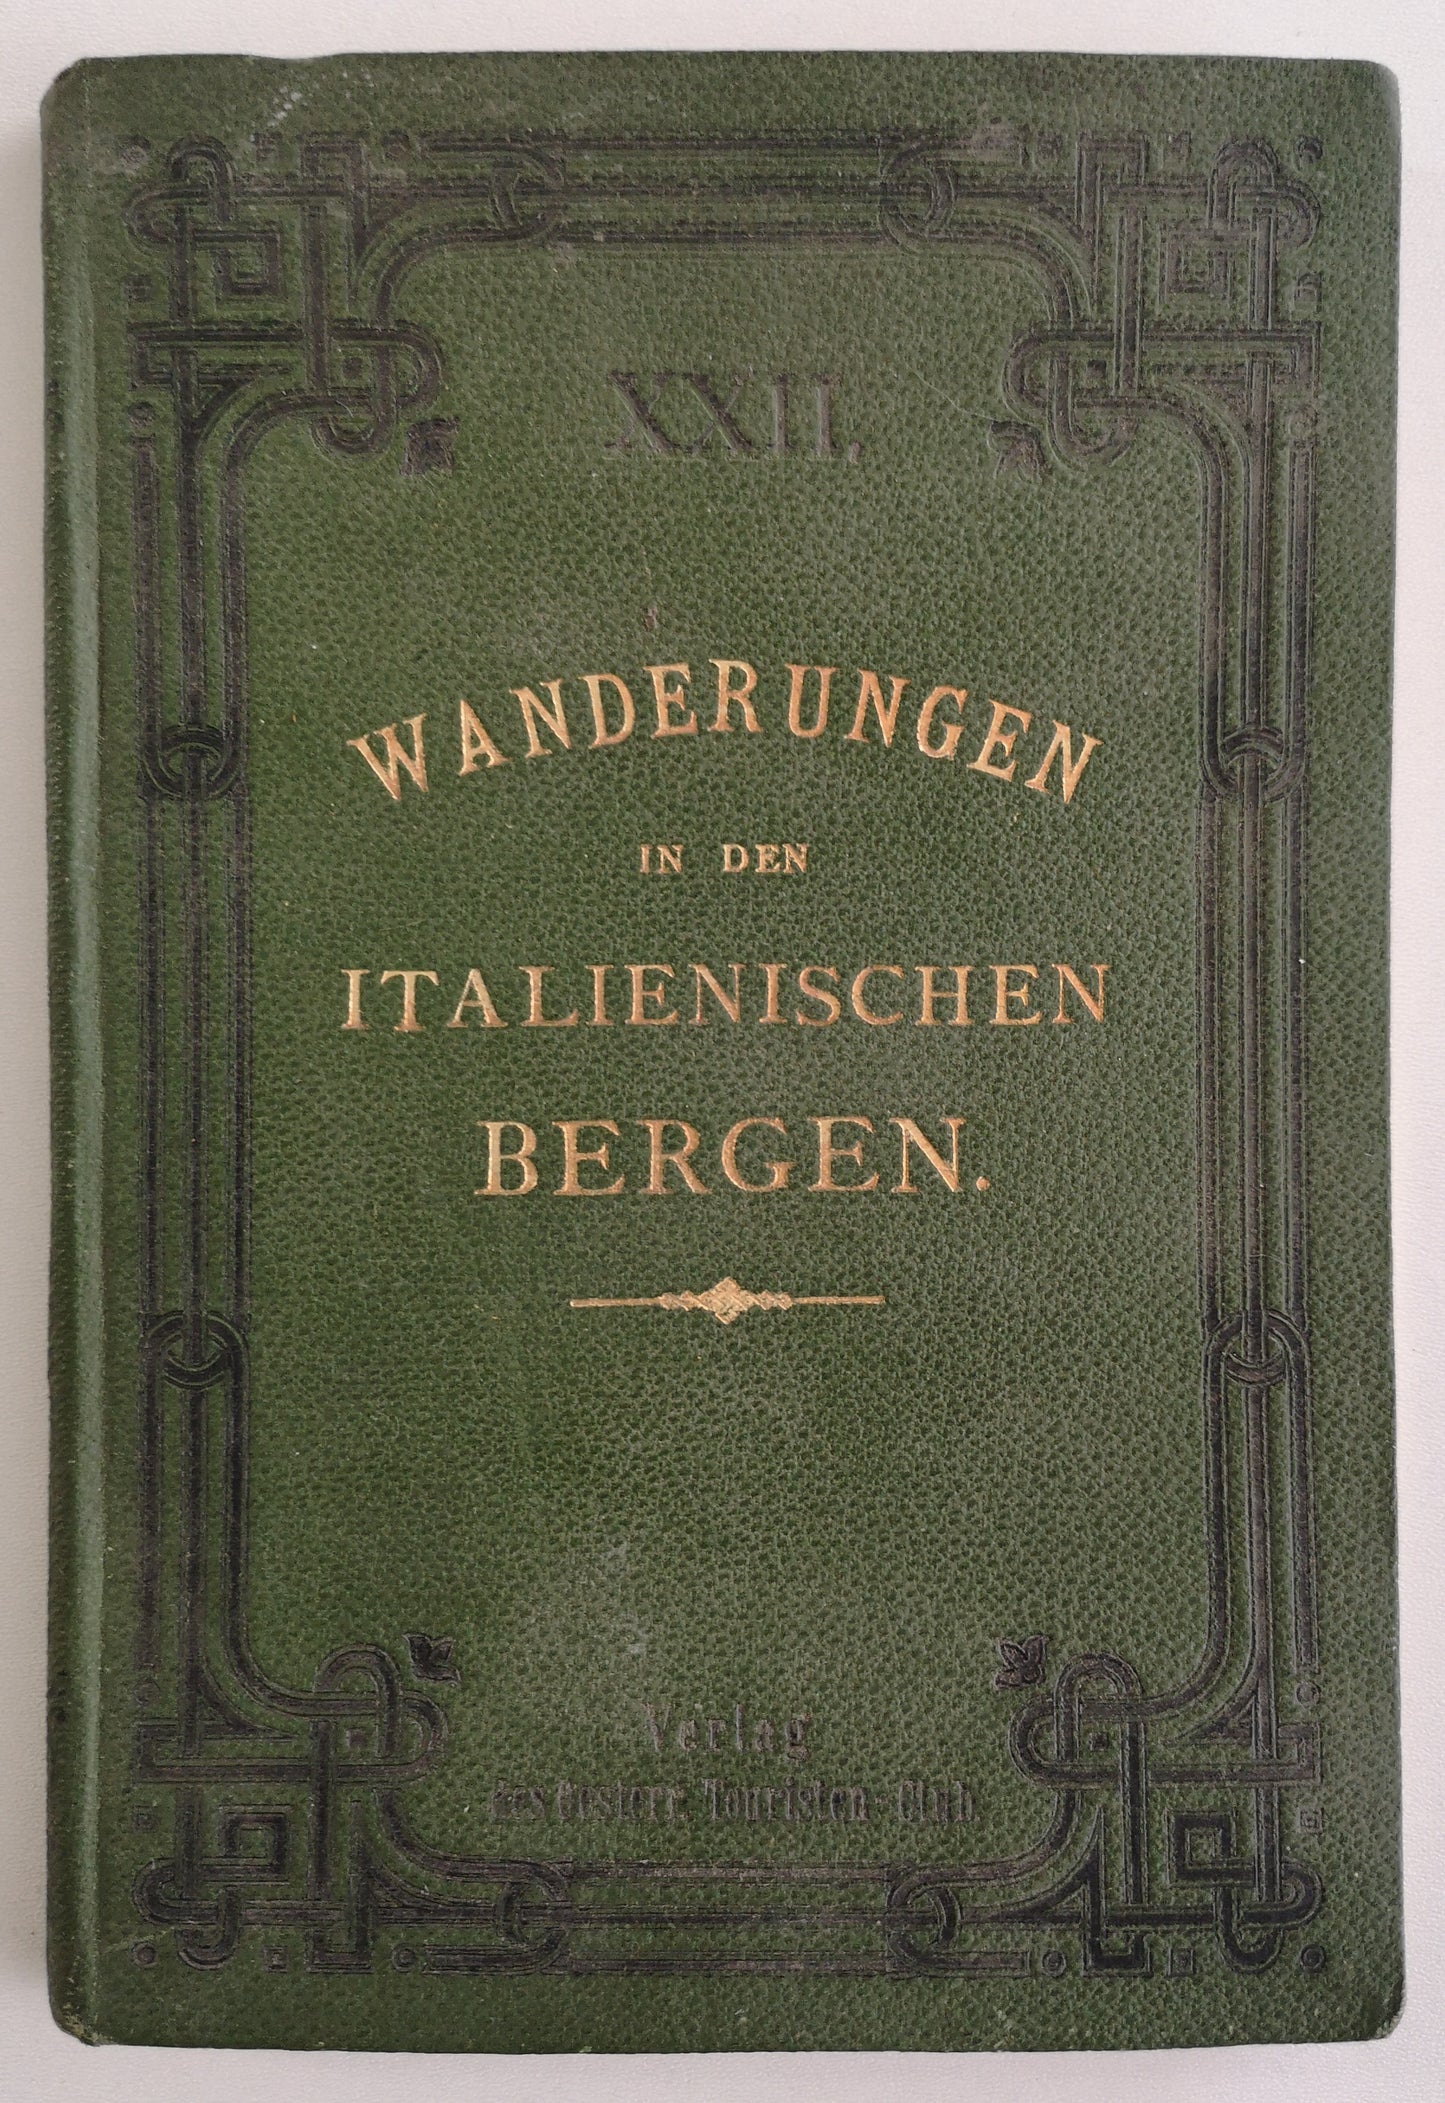 XXII.
WANDERUNGEN
IN DEN
ITALIENISCHEN
BERGEN.
Verlag
des Oesterr. Touristen-Club